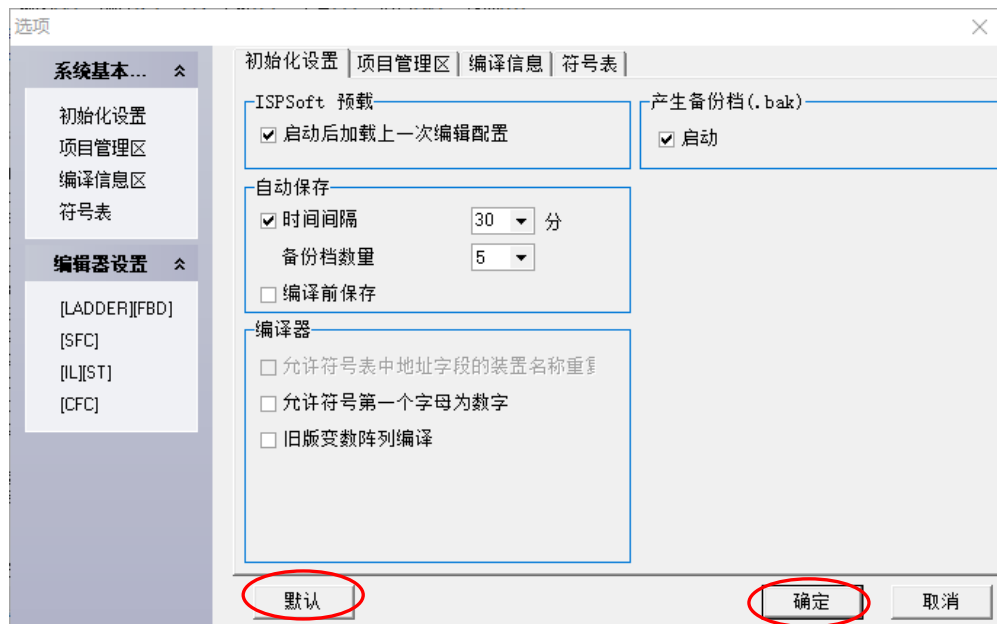 选项
系统基本...
初始化设置
项目管理区
编译信息区
符号表
编辑器设置
[LADDER][FBD]
[SFC]
[IL][ST]
[CFC]
初始化设置 项目管理区 编译信息 符号表
ISPSoft 预载
启动后加载上一次编辑配置
产生备份档(.bak)
启动
自动保存
时间间隔 30 分
备份档数量 5
编译前保存
编译器
允许符号表中地址字段的装置名称重
允许符号第一个字母为数字
旧版变数阵列编译
默认 确定 取消